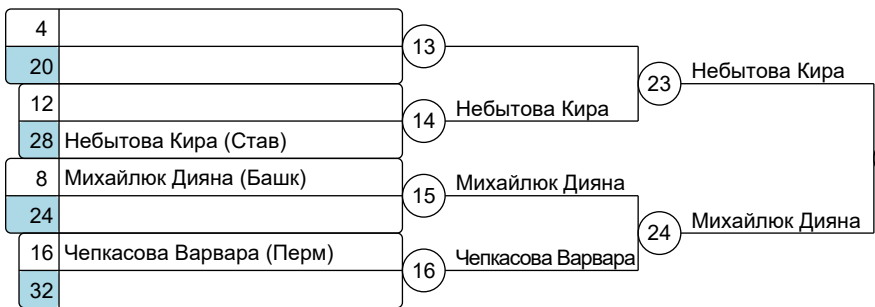 4
20
12
28 Небытова Кира (Став)
8 Михайлюк Дияна (Башк)
24
16 Чепкасова Варвара (Перм)
32
13
14 Небытова Кира
15 Михайлюк Дияна
16 Чепкасова Варвара
23 Небытова Кира
24 Михайлюк Дияна